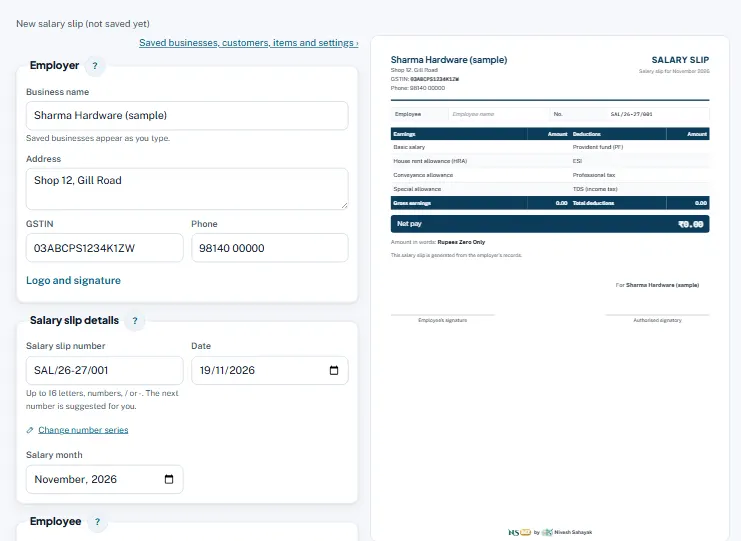 New salary slip (not saved yet)
Saved businesses, customers, items and settings ›
Employer ?
Business name
Sharma Hardware (sample)
Saved businesses appear as you type.
Address
Shop 12, Gill Road
GSTIN Phone
03ABCPS1234K1ZW 98140 00000
Logo and signature
Salary slip details ?
Salary slip number Date
SAL/26-27/001 19/11/2026
Up to 16 letters, numbers, / or -. The next
number is suggested for you.
Change number series
Salary month
November, 2026
Employee ?
Sharma Hardware (sample) SALARY SLIP
Shop 12, Gill Road Salary slip for November 2026
GSTIN: 03ABCPS1234K1ZW
Phone: 98140 00000
Employee Employee name No. SAL/26-27/001
Earnings Amount Deductions Amount
Basic salary Provident fund (PF)
House rent allowance (HRA) ESI
Conveyance allowance Professional tax
Special allowance TDS (income tax)
Gross earnings 0.00 Total deductions 0.00
Net pay ₹0.00
Amount in words: Rupees Zero Only
This salary slip is generated from the employer's records.
For Sharma Hardware (sample)
Employee's signature Authorised signatory
by Nivesh Sahayak